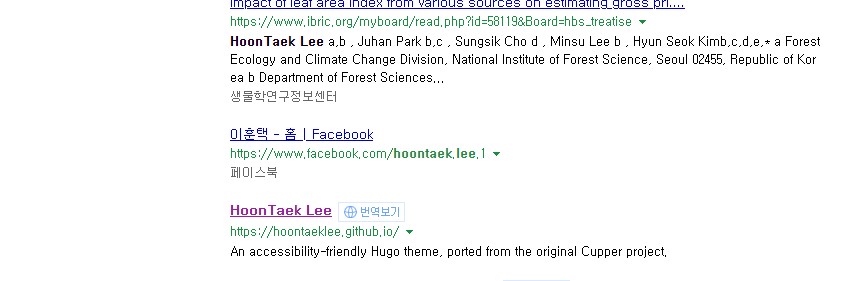 Impact of leaf area index from various sources on estimating gross pri....
https://www.ibric.org/myboard/read.php?id=58119&Board=hbs_treatise
HoonTaek Lee a,b , Juhan Park b,c , Sungsik Cho d , Minsu Lee b , Hyun Seok Kimb,c,d,e,* a Forest
Ecology and Climate Change Division, National Institute of Forest Science, Seoul 02455, Republic of Kor
ea b Department of Forest Sciences...
생물학연구정보센터
이훈택 - 홈 | Facebook
https://www.facebook.com/hoontaek.lee.1
페이스북
HoonTaek Lee 번역보기
https://hoontaeklee.github.io/
An accessibility-friendly Hugo theme, ported from the original Cupper project.